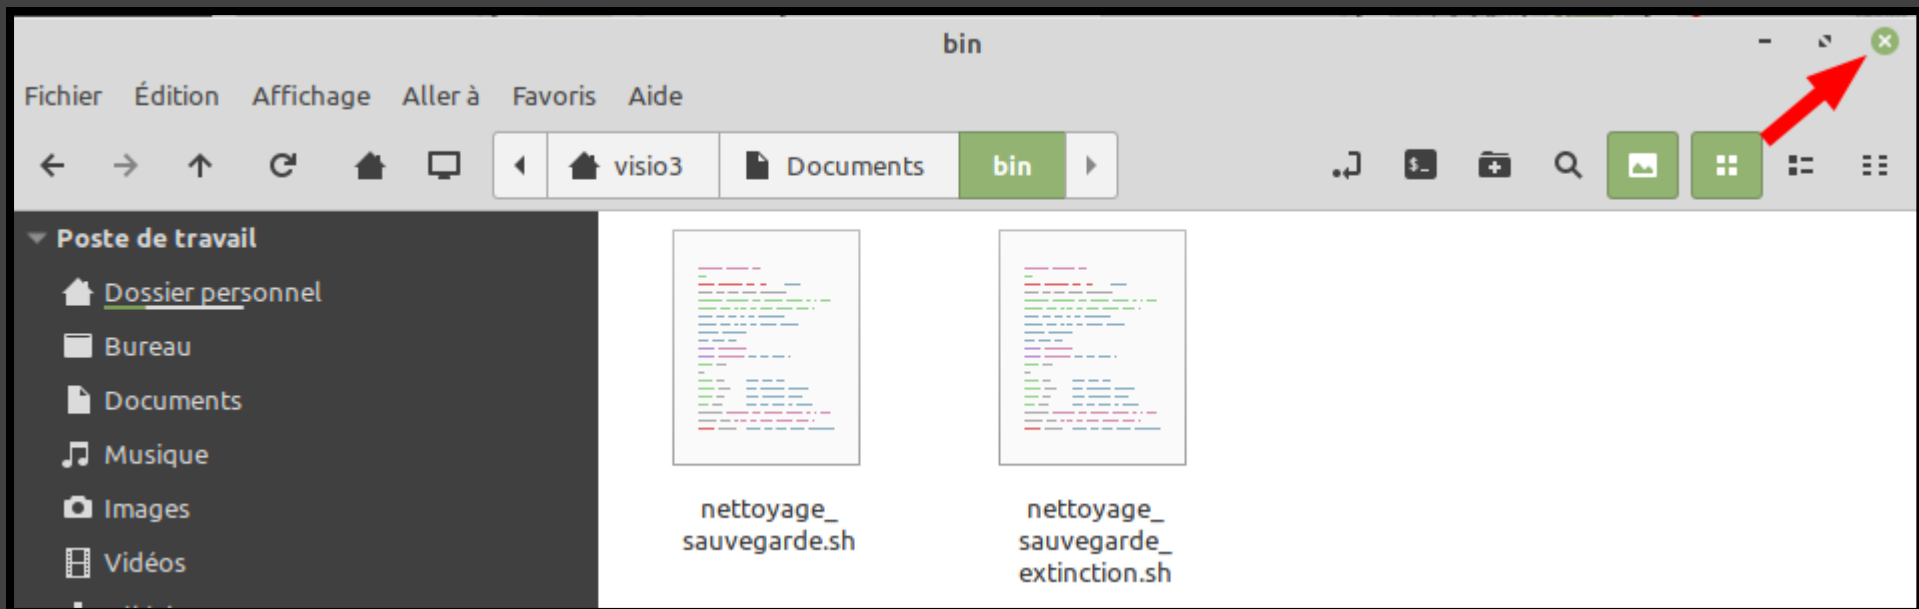 bin
Fichier Édition Affichage Aller à Favoris Aide
visio3 Documents bin
Poste de travail
Dossier personnel
Bureau
Documents
Musique
Images
Vidéos
nettoyage_
sauvegarde.sh
nettoyage_
sauvegarde_
extinction.sh